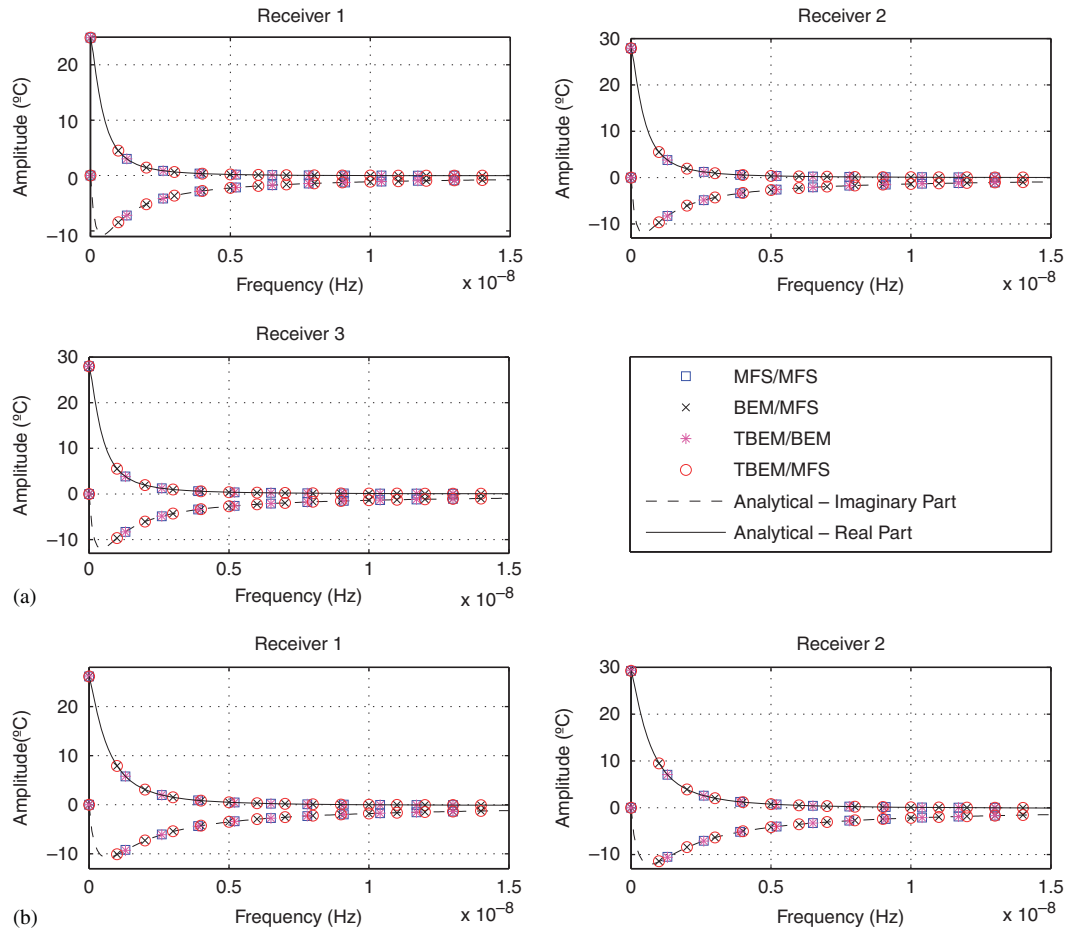 Receiver 1
Amplitude (ºC)
20
10
0
−10
0
0.5
1
1.5
Frequency (Hz)
x 10−8
Receiver 2
Amplitude (ºC)
30
20
10
0
−10
0
0.5
1
1.5
Frequency (Hz)
x 10−8
Receiver 3
Amplitude (ºC)
30
20
10
0
−10
0
0.5
1
1.5
Frequency (Hz)
x 10−8
MFS/MFS
BEM/MFS
TBEM/BEM
TBEM/MFS
Analytical – Imaginary Part
Analytical – Real Part
(a)
Receiver 1
Amplitude(ºC)
20
10
0
−10
0
0.5
1
1.5
Frequency (Hz)
x 10−8
Receiver 2
Amplitude (ºC)
30
20
10
0
−10
0
0.5
1
1.5
Frequency (Hz)
x 10−8
(b)